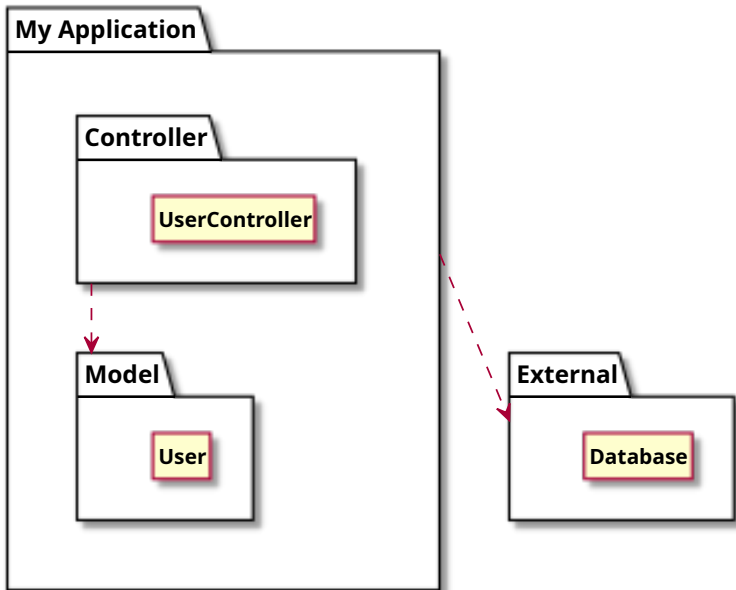 My Application
Controller
UserController
Model
User
External
Database